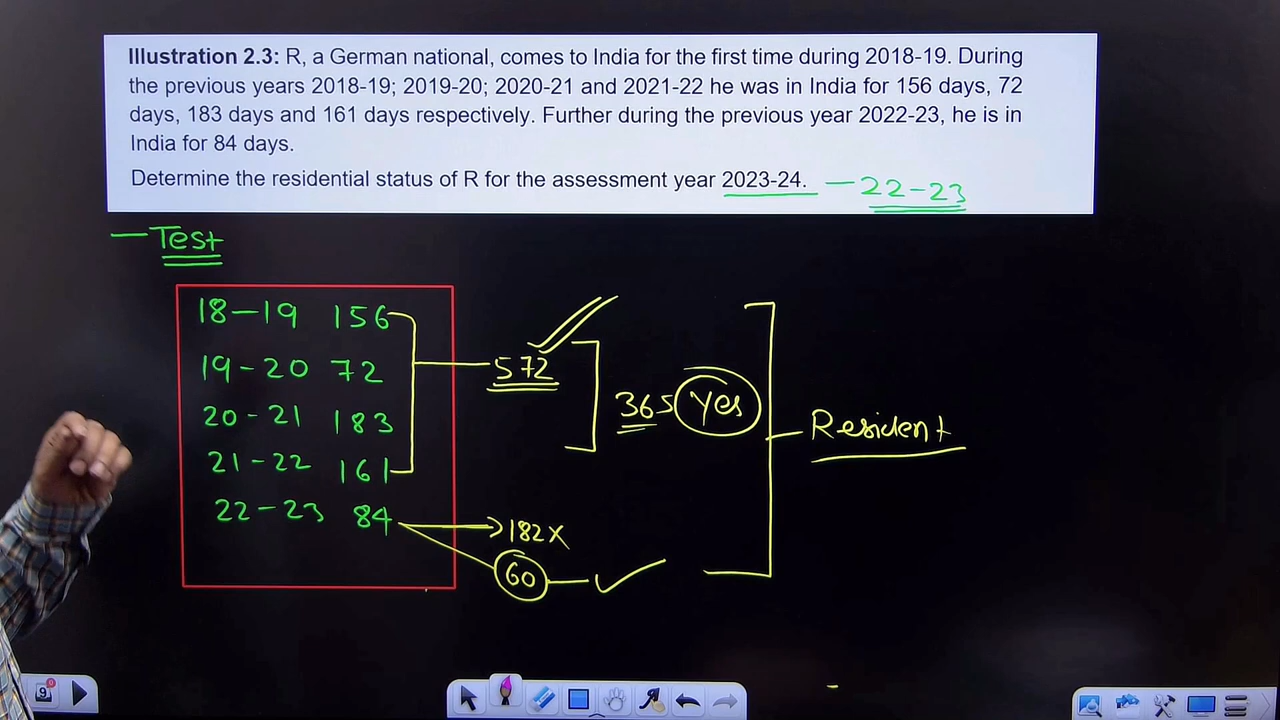 Illustration 2.3: R, a German national, comes to India for the first time during 2018-19. During
the previous years 2018-19; 2019-20; 2020-21 and 2021-22 he was in India for 156 days, 72
days, 183 days and 161 days respectively. Further during the previous year 2022-23, he is in
India for 84 days.
Determine the residential status of R for the assessment year 2023-24. — 22-23
— Test
18-19 156
19-20 72 572
365 Yes
20-21 183 Resident
21-22 161
22-23 84 182 X
60
9 0